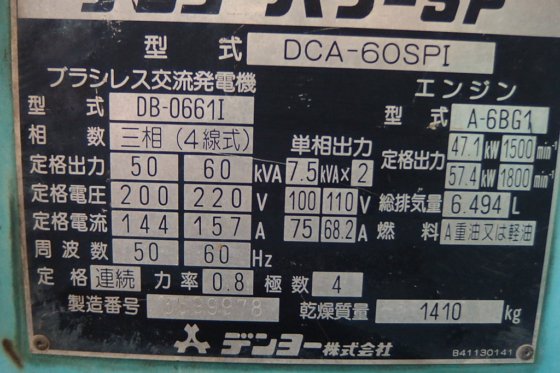 型式 DCA-60SPI
ブラシレス交流発電機 エンジン
型式 DB-0661I 型式 A-6BG1
相数 三相(4線式) 単相出力 定格出力 47.1 kW 1500 min⁻¹
定格出力 50 60 kVA 7.5 kVA×2 57.4 kW 1800 min⁻¹
定格電圧 200 220 V 100 110 V 総排気量 6.494 L
定格電流 144 157 A 75 68.2 A 燃料 A重油又は軽油
周波数 50 60 Hz
定格 連続 力率 0.8 極数 4
製造番号 乾燥質量 1410 kg
デンヨー株式会社 B41130141